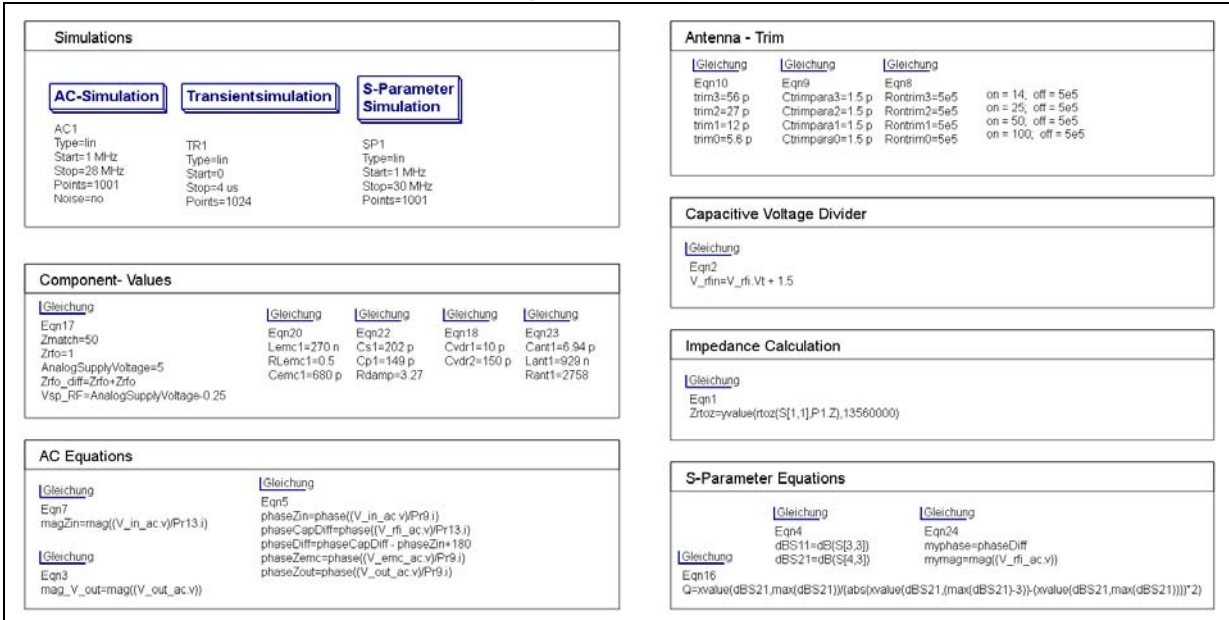 Simulations
AC-Simulation
AC1
Type=lin
Start=1 MHz
Stop=28 MHz
Points=1001
Noise=no
Transientsimulation
TR1
Type=lin
Start=0
Stop=4 us
Points=1024
S-Parameter
Simulation
SP1
Type=lin
Start=1 MHz
Stop=30 MHz
Points=1001
Component- Values
Gleichung
Eqn17
Zmatch=50
Zrfo=1
AnalogSupplyVoltage=5
Zrfo_diff=Zrfo+Zrfo
Vsp_RF=AnalogSupplyVoltage-0.25
Gleichung
Eqn20
Lemc1=270 n
RLemc1=0.5
Cemc1=680 p
Gleichung
Eqn22
Cs1=202 p
Cp1=149 p
Rdamp=3.27
Gleichung
Eqn18
Cvdr1=10 p
Cvdr2=150 p
Gleichung
Eqn23
Cant1=6.94 p
Lant1=929 n
Rant1=2758
AC Equations
Gleichung
Eqn7
magZin=mag((V_in_ac.v)/Pr13.i)
Gleichung
Eqn3
mag_V_out=mag((V_out_ac.v))
Gleichung
Eqn5
phaseZin=phase((V_in_ac.v)/Pr9.i)
phaseCapDiff=phase((V_rfi_ac.v)/Pr13.i)
phaseDiff=phaseCapDiff - phaseZin+180
phaseZemc=phase((V_emc_ac.v)/Pr9.i)
phaseZout=phase((V_out_ac.v)/Pr9.i)
Antenna - Trim
Gleichung
Eqn10
trim3=56 p
trim2=27 p
trim1=12 p
trim0=5.6 p
Gleichung
Eqn9
Ctrimpara3=1.5 p
Ctrimpara2=1.5 p
Ctrimpara1=1.5 p
Ctrimpara0=1.5 p
Gleichung
Eqn8
Rontrim3=5e5
Rontrim2=5e5
Rontrim1=5e5
Rontrim0=5e5
on = 14; off = 5e5
on = 25; off = 5e5
on = 50; off = 5e5
on = 100; off = 5e5
Capacitive Voltage Divider
Gleichung
Eqn2
V_rfin=V_rfi.Vt + 1.5
Impedance Calculation
Gleichung
Eqn1
Zrtoz=yvalue(rtoz(S[1,1],P1.Z),13560000)
S-Parameter Equations
Gleichung
Eqn4
dBS11=dB(S[3,3])
dBS21=dB(S[4,3])
Gleichung
Eqn24
myphase=phaseDiff
mymag=mag((V_rfi_ac.v))
Gleichung
Eqn16
Q=xvalue(dBS21,max(dBS21))/(abs(xvalue(dBS21,(max(dBS21)-3))-(xvalue(dBS21,max(dBS21))))*2)